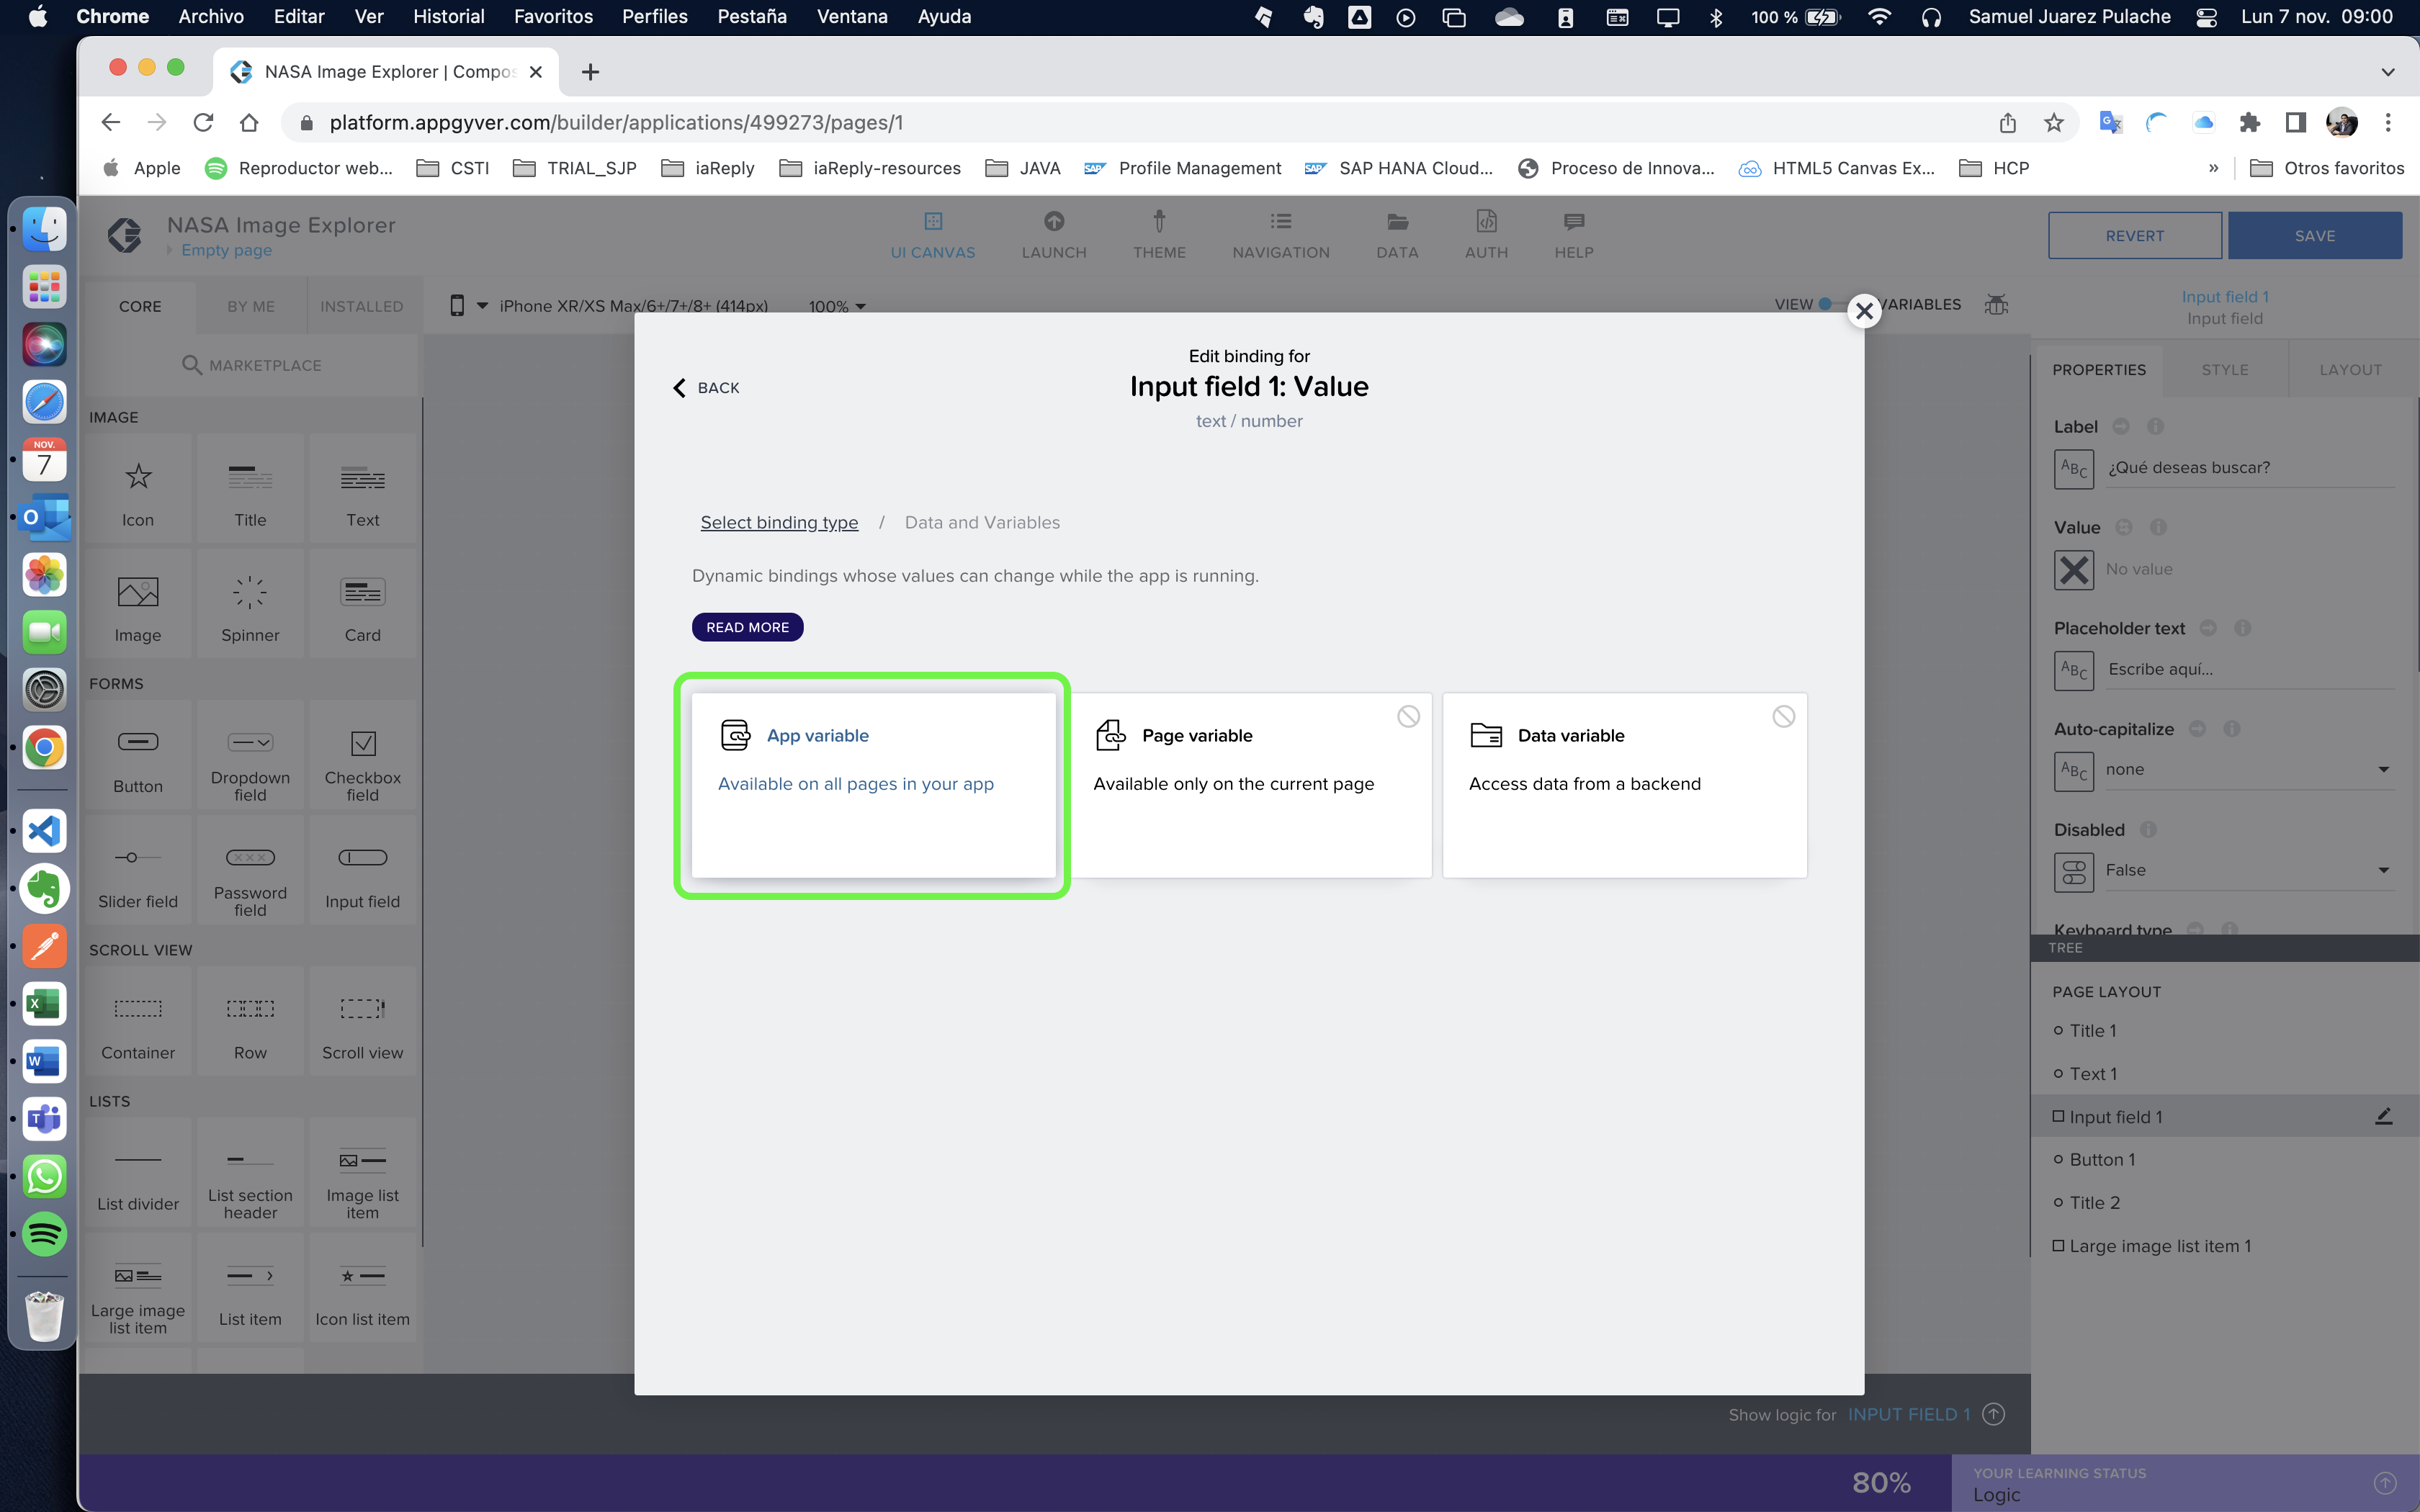 Chrome Archivo Editar Ver Historial Favoritos Perfiles Pestaña Ventana Ayuda 100 % Samuel Juarez Pulache Lun 7 nov. 09:00
NASA Image Explorer | Compos
platform.appgyver.com/builder/applications/499273/pages/1
Apple Reproductor web... CSTI TRIAL_SJP iaReply iaReply-resources JAVA SAP Profile Management SAP SAP HANA Cloud... Proceso de Innova... HTML5 Canvas Ex... HCP » Otros favoritos
NASA Image Explorer
Empty page
UI CANVAS LAUNCH THEME NAVIGATION DATA AUTH HELP
REVERT SAVE
CORE BY ME INSTALLED
iPhone XR/XS Max/6+/7+/8+ (414px) 100%
VIEW VARIABLES
MARKETPLACE
IMAGE
Icon Title Text
Image Spinner Card
FORMS
Button Dropdown field Checkbox field
Slider field Password field Input field
SCROLL VIEW
Container Row Scroll view
LISTS
List divider List section header Image list item
Large image list item List item Icon list item
NOV.
7
BACK
Edit binding for
Input field 1: Value
text / number
Select binding type / Data and Variables
Dynamic bindings whose values can change while the app is running.
READ MORE
App variable
Available on all pages in your app
Page variable
Available only on the current page
Data variable
Access data from a backend
Input field 1
Input field
PROPERTIES STYLE LAYOUT
Label
ABC ¿Qué deseas buscar?
Value
No value
Placeholder text
ABC Escribe aquí...
Auto-capitalize
ABC none
Disabled
False
Keyboard type
TREE
PAGE LAYOUT
Title 1
Text 1
Input field 1
Button 1
Title 2
Large image list item 1
Show logic for INPUT FIELD 1
80%
YOUR LEARNING STATUS
Logic